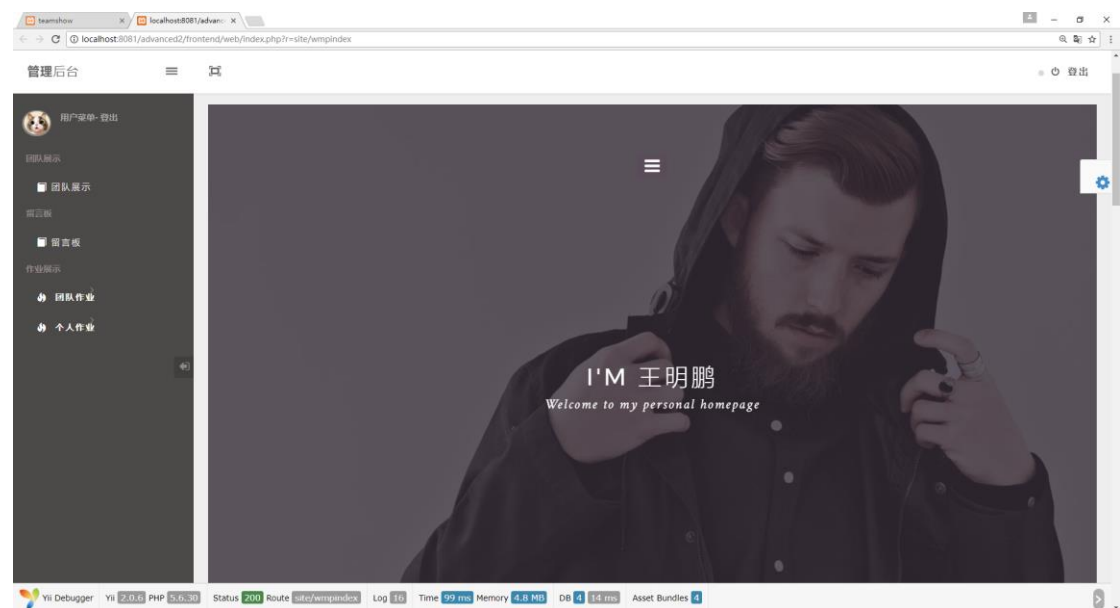 teamshow
localhost:8081/advanc
localhost:8081/advanced2/frontend/web/index.php?r=site/wmpindex
管理后台
登出
用户菜单- 登出
团队展示
团队展示
留言板
留言板
作业展示
团队作业
个人作业
I'M 王明鹏
Welcome to my personal homepage
Yii Debugger Yii 2.0.6 PHP 5.6.30 Status 200 Route site/wmpindex Log 16 Time 99 ms Memory 4.8 MB DB 4 14 ms Asset Bundles 4